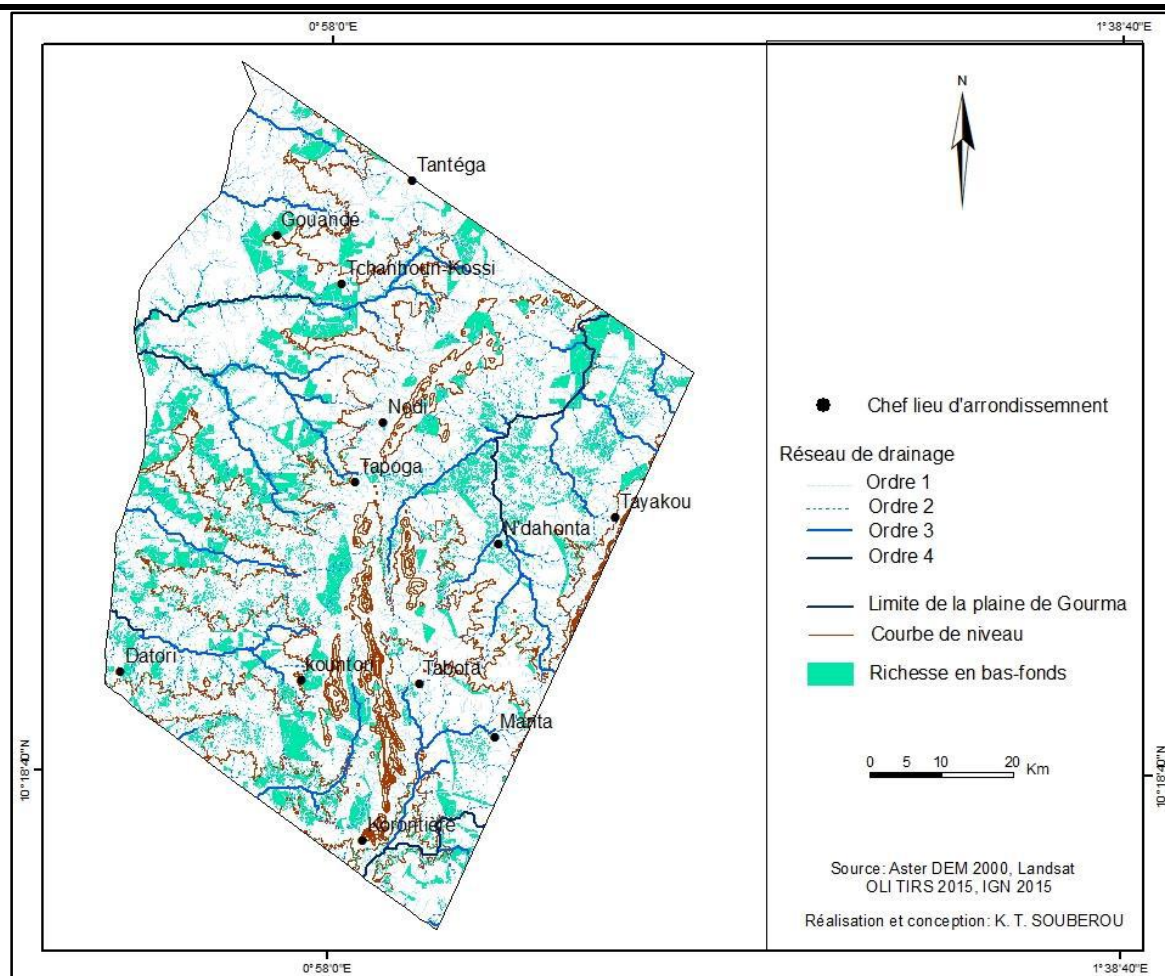 0°58'0"E
1°38'40"E
N
Tantéga
Gouandé
Tchanhoun-Kossi
Nodi
Tapoga
Tayakou
N'dahonta
Datori
kountori
Tabota
Manta
Korontière
Chef lieu d'arrondissemnent
Réseau de drainage
Ordre 1
Ordre 2
Ordre 3
Ordre 4
Limite de la plaine de Gourma
Courbe de niveau
Richesse en bas-fonds
0 5 10 20 Km
10°18'40"N
10°18'40"N
Source: Aster DEM 2000, Landsat
OLI TIRS 2015, IGN 2015
Réalisation et conception: K. T. SOUBEROU
0°58'0"E
1°38'40"E